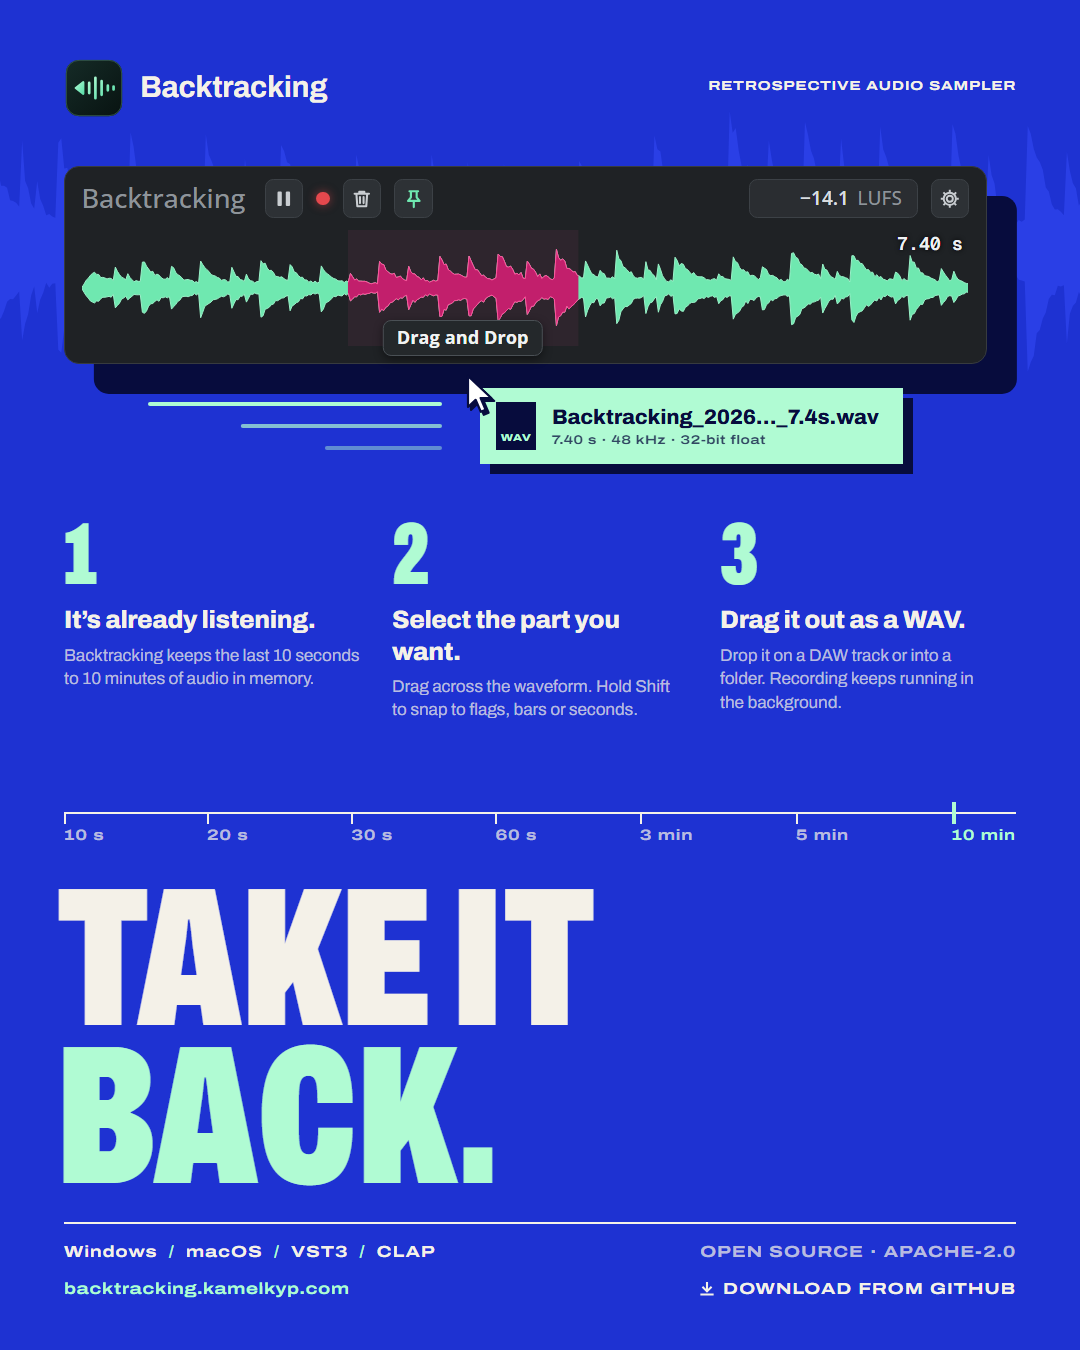 Backtracking
RETROSPECTIVE AUDIO SAMPLER
Backtracking
−14.1 LUFS
7.40 s
Drag and Drop
WAV
Backtracking_2026..._7.4s.wav
7.40 s · 48 kHz · 32-bit float
1
It's already listening.
Backtracking keeps the last 10 seconds
to 10 minutes of audio in memory.
2
Select the part you
want.
Drag across the waveform. Hold Shift
to snap to flags, bars or seconds.
3
Drag it out as a WAV.
Drop it on a DAW track or into a
folder. Recording keeps running in
the background.
10 s 20 s 30 s 60 s 3 min 5 min 10 min
TAKE IT
BACK.
Windows / macOS / VST3 / CLAP
OPEN SOURCE · APACHE-2.0
backtracking.kamelkyp.com
DOWNLOAD FROM GITHUB